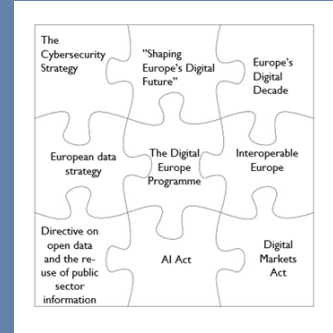 The
Cybersecurity
Strategy
"Shaping
Europe's Digital
Future"
Europe's
Digital
Decade
European data
strategy
The Digital
Europe
Programme
Interoperable
Europe
Directive on
open data
and the re-
use of public
sector
information
AI Act
Digital
Markets
Act